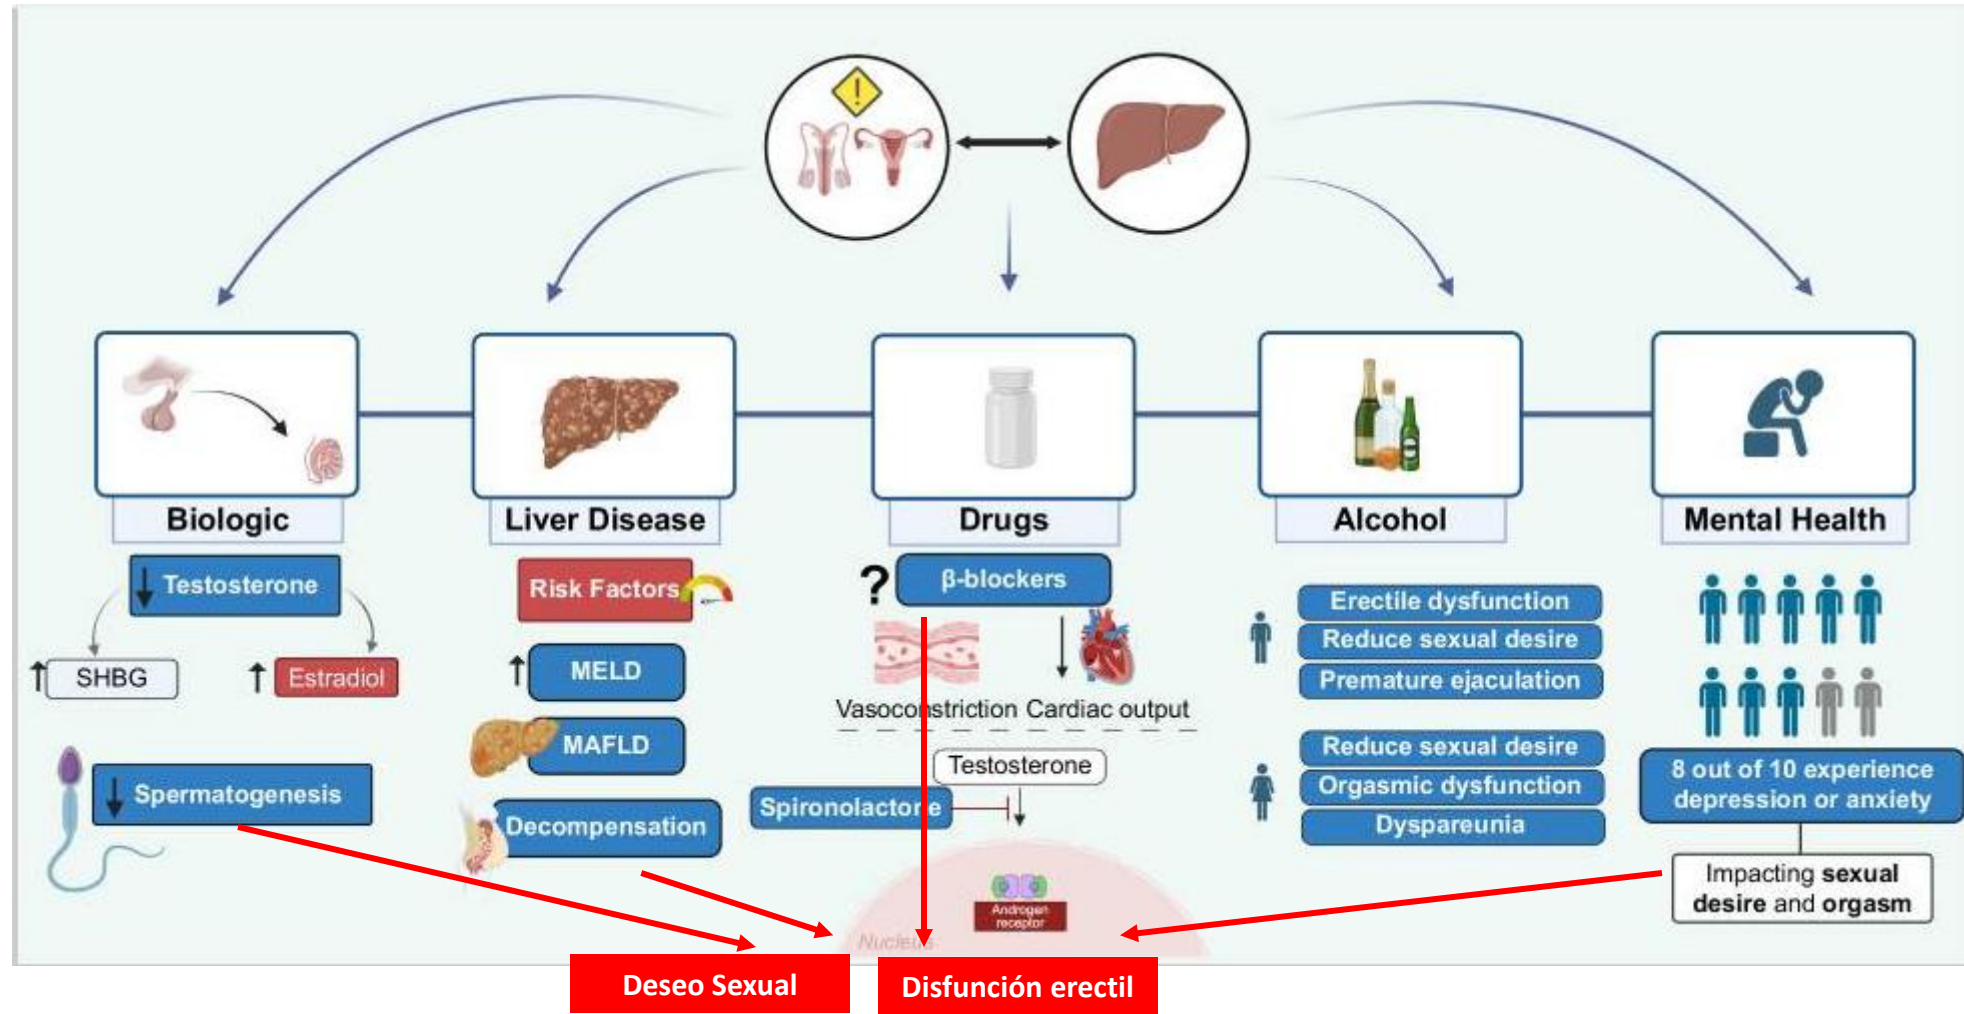 Biologic
Testosterone
SHBG
Estradiol
Spermatogenesis
Liver Disease
Risk Factors
MELD
MAFLD
Decompensation
Drugs
?
β-blockers
Vasoconstriction
Cardiac output
Testosterone
Spironolactone
Androgen
receptor
Nucleus
Alcohol
Erectile dysfunction
Reduce sexual desire
Premature ejaculation
Reduce sexual desire
Orgasmic dysfunction
Dyspareunia
Mental Health
8 out of 10 experience
depression or anxiety
Impacting sexual
desire and orgasm
Deseo Sexual
Disfunción erectil